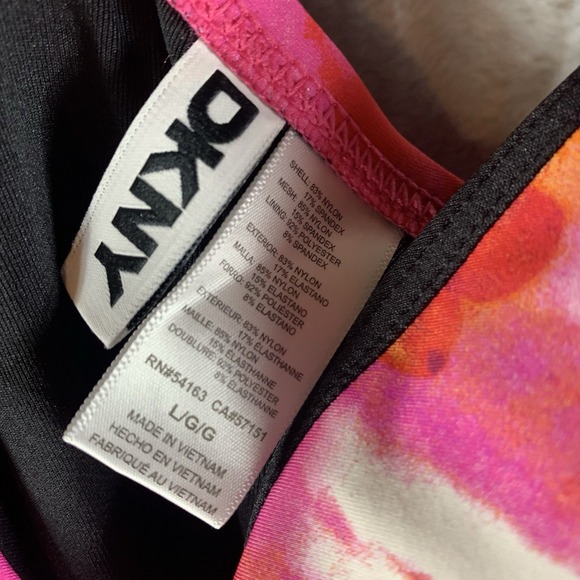 DKNY
SHELL: 83% NYLON
17% SPANDEX
MESH: 85% NYLON
15% SPANDEX
LINING: 92% POLYESTER
8% SPANDEX
EXTERIOR: 83% NYLON
17% ELASTANO
MALLA: 85% NYLON
15% ELASTANO
FORRO: 92% POLIÉSTER
8% ELASTANO
EXTÉRIEUR: 83% NYLON
17% ÉLASTHANNE
MAILLE: 85% NYLON
15% ÉLASTHANNE
DOUBLURE: 92% POLYESTER
8% ÉLASTHANNE
RN#54163 CA#57151
L/G/G
MADE IN VIETNAM
HECHO EN VIETNAM
FABRIQUÉ AU VIETNAM